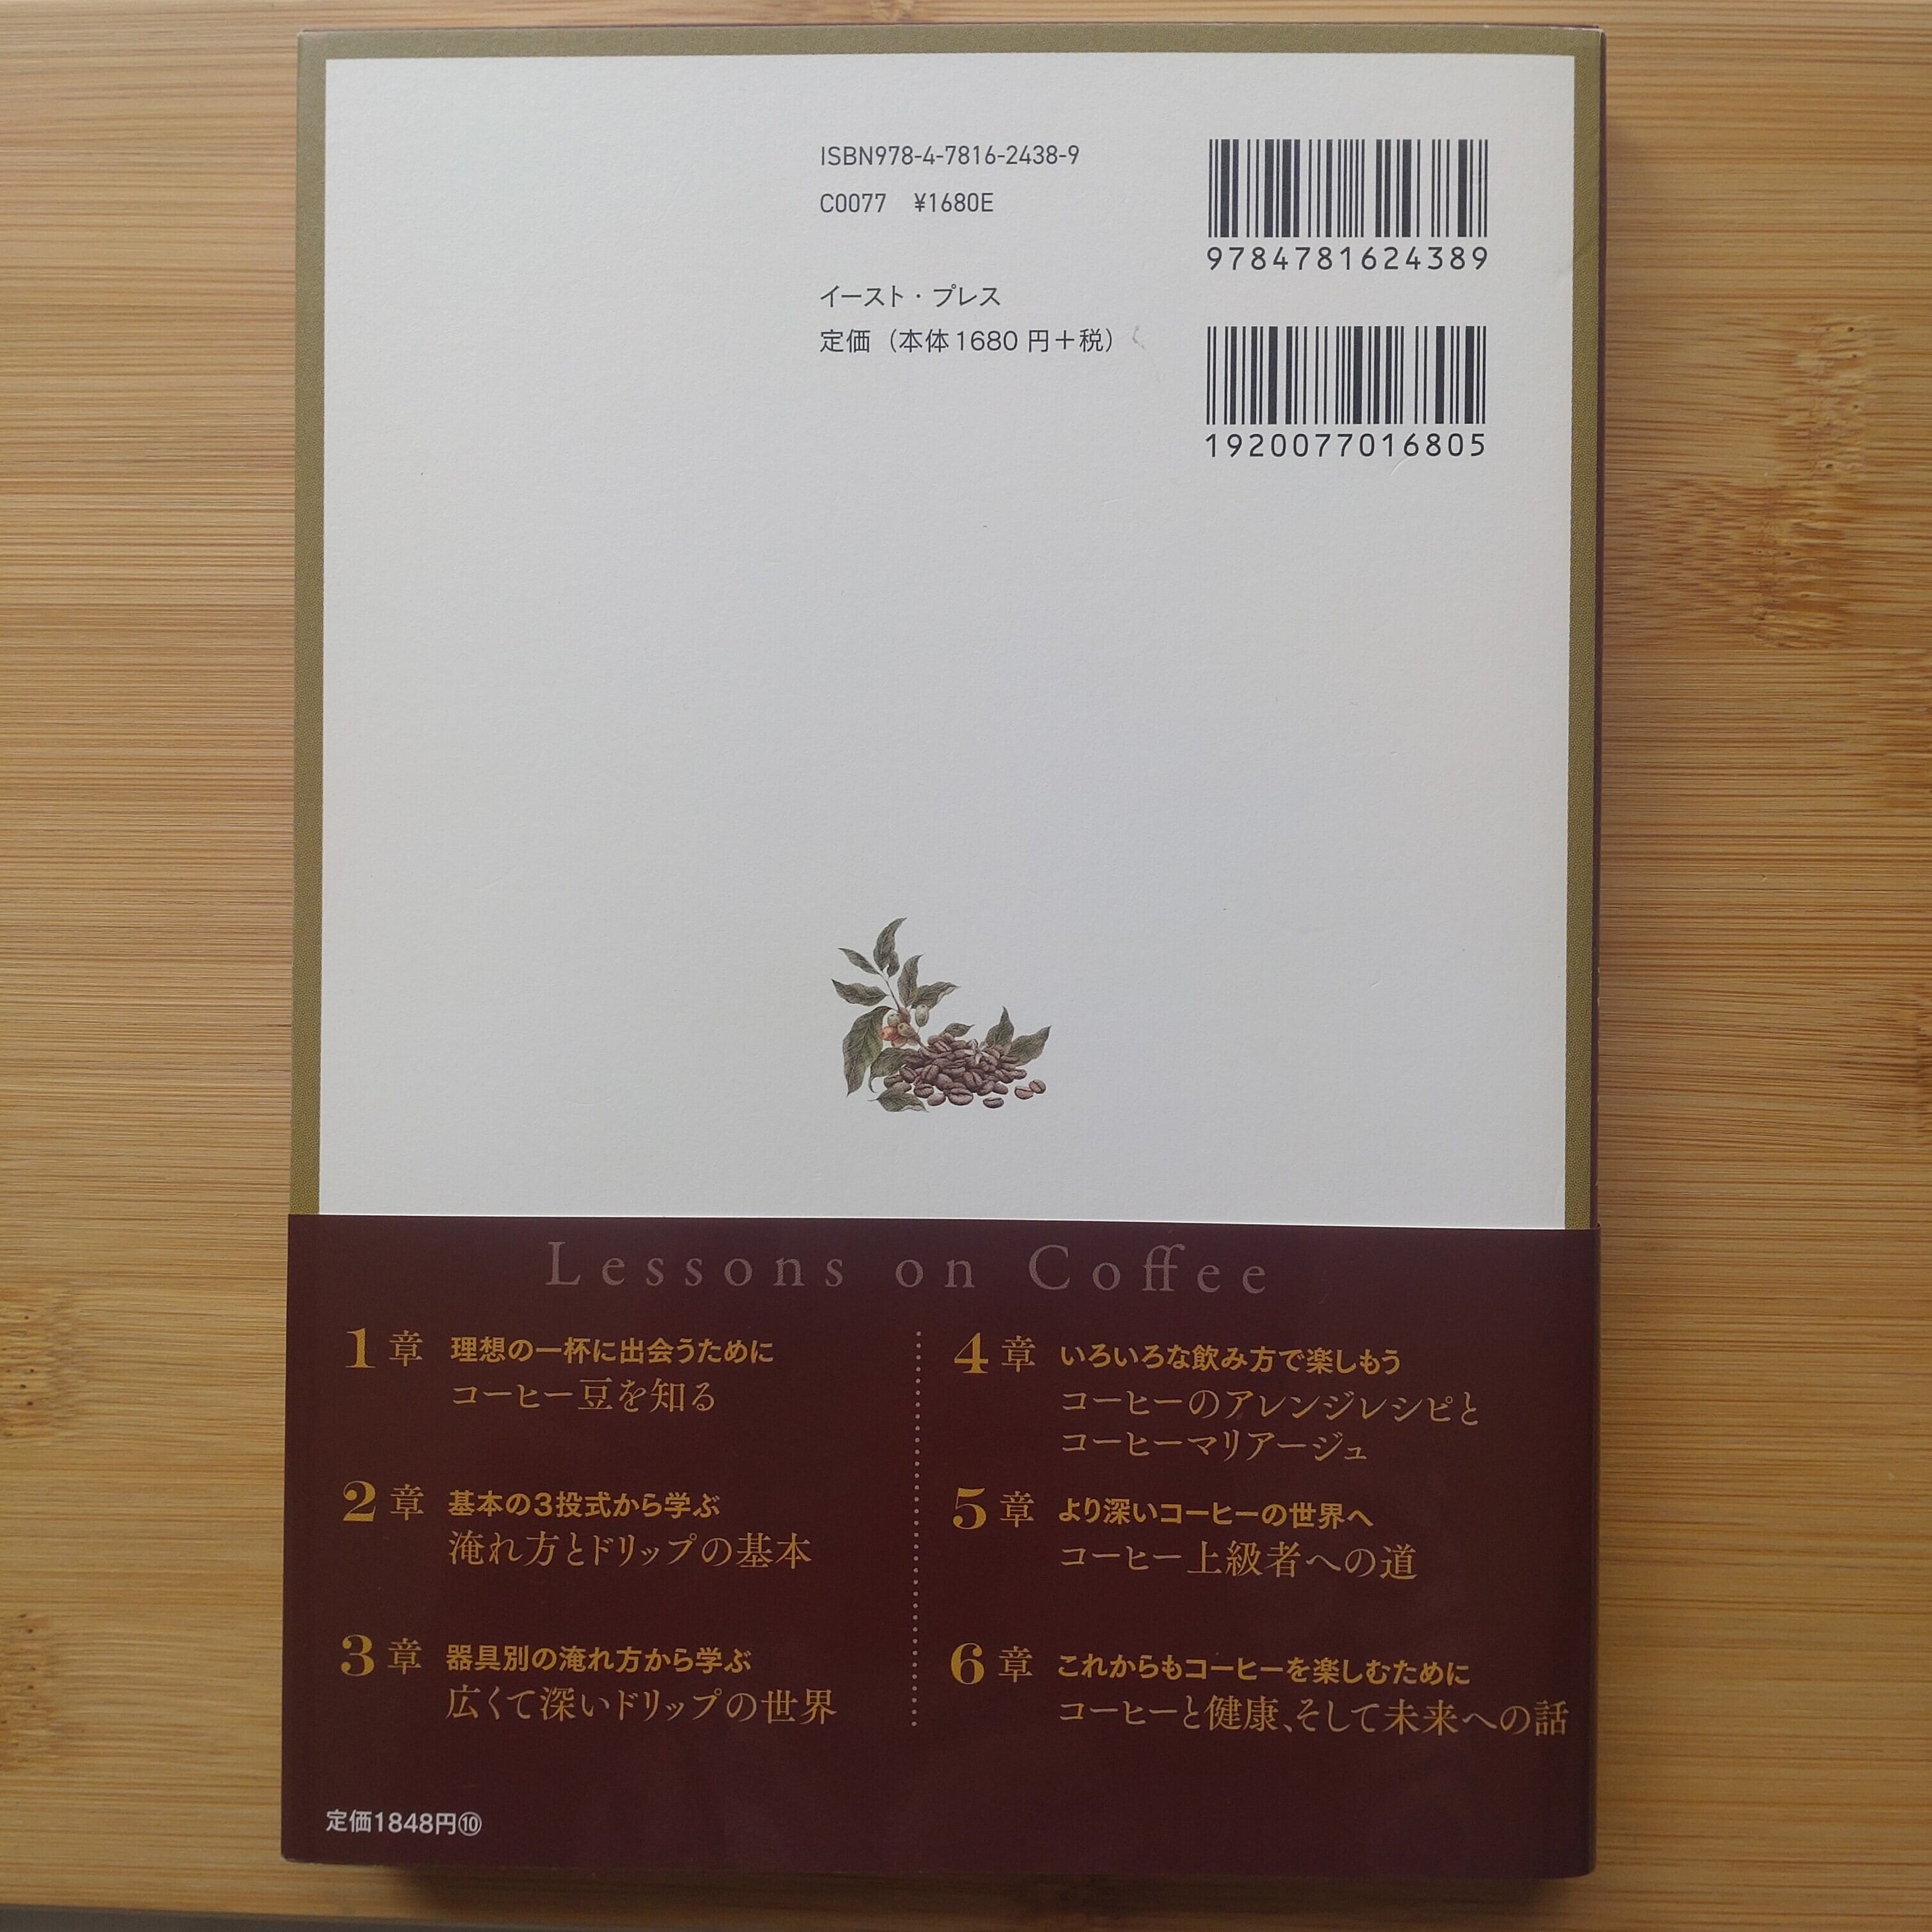 ISBN978-4-7816-2438-9
C0077 ¥1680E
イースト・プレス
定価（本体1680円＋税）
9784781624389
1920077016805
Lessons on Coffee
1章 理想の一杯に出会うために
コーヒー豆を知る
2章 基本の3投式から学ぶ
淹れ方とドリップの基本
3章 器具別の淹れ方から学ぶ
広くて深いドリップの世界
4章 いろいろな飲み方で楽しもう
コーヒーのアレンジレシピと
コーヒーマリアージュ
5章 より深いコーヒーの世界へ
コーヒー上級者への道
6章 これからもコーヒーを楽しむために
コーヒーと健康、そして未来への話
定価1848円⑩